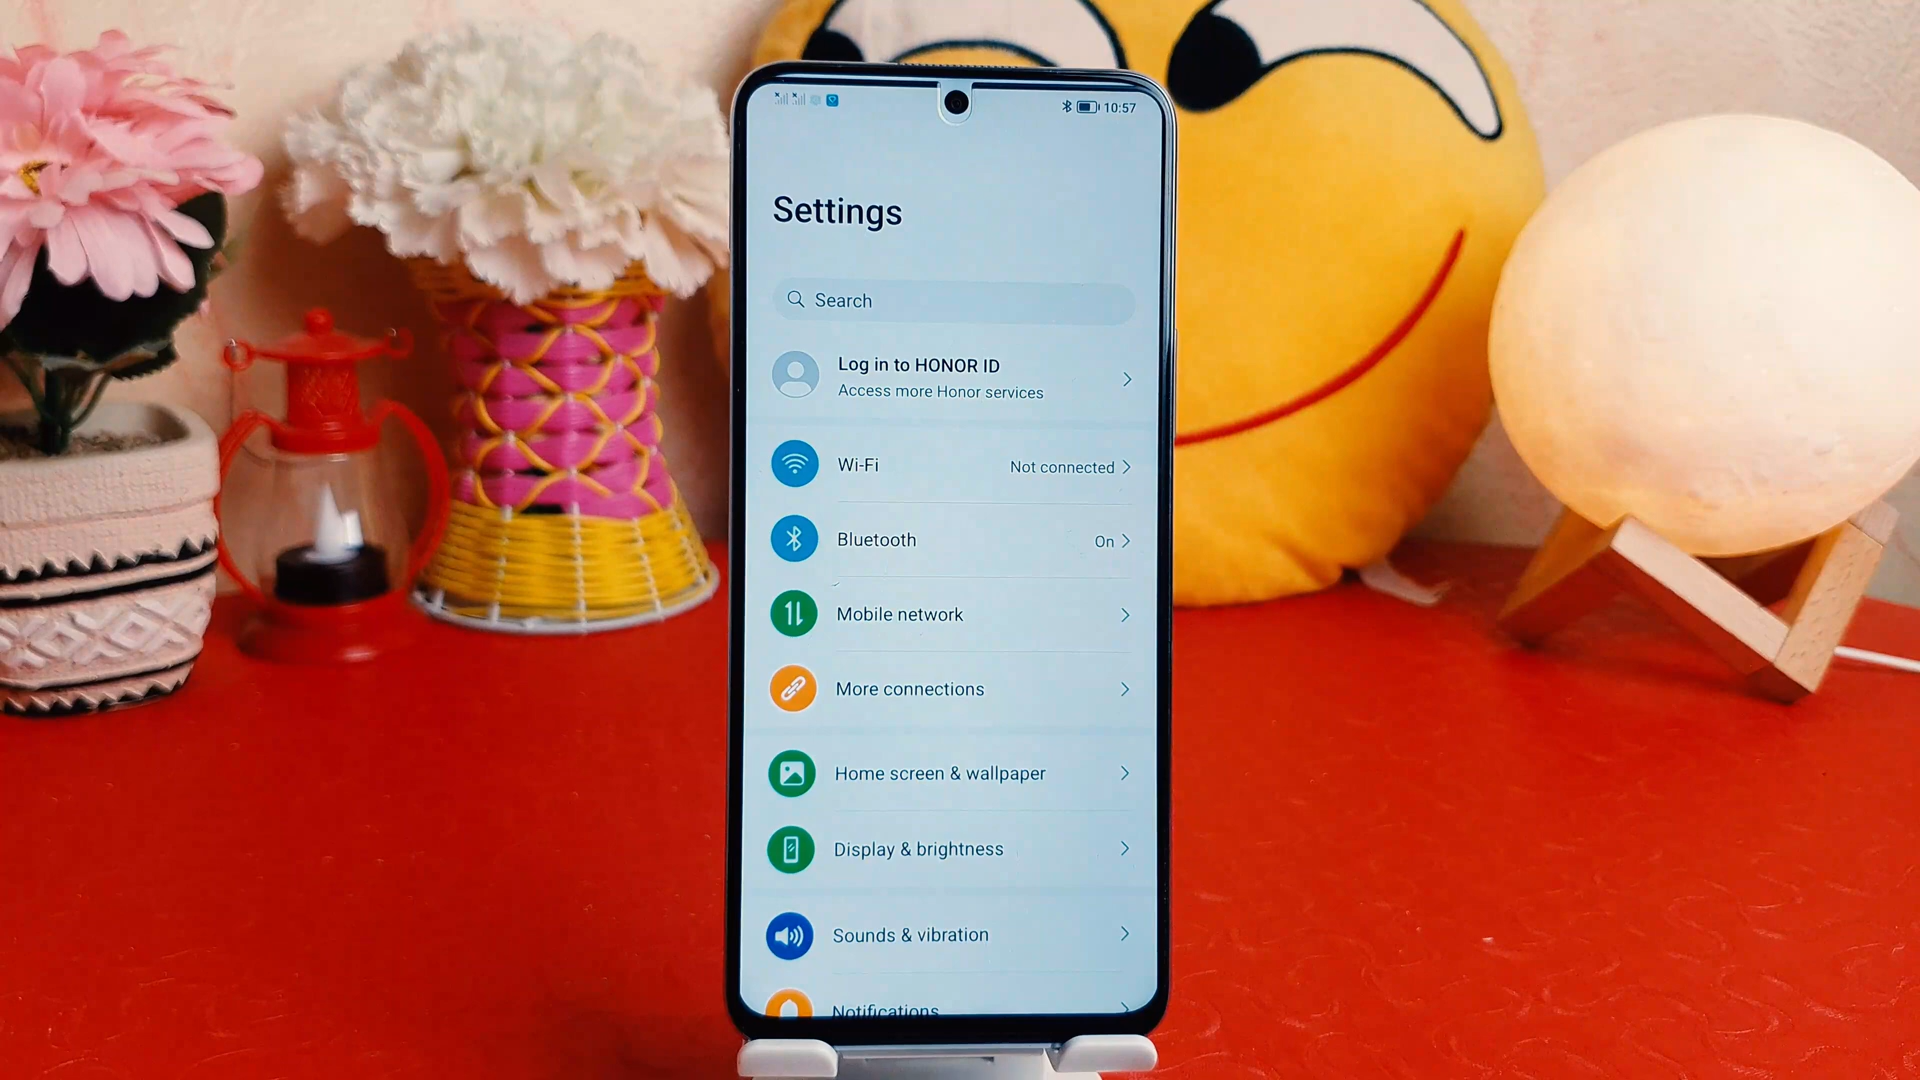 10:57
Settings
Search
Log in to HONOR ID
Access more Honor services
Wi-Fi Not connected
Bluetooth On
Mobile network
More connections
Home screen & wallpaper
Display & brightness
Sounds & vibration
Notifications